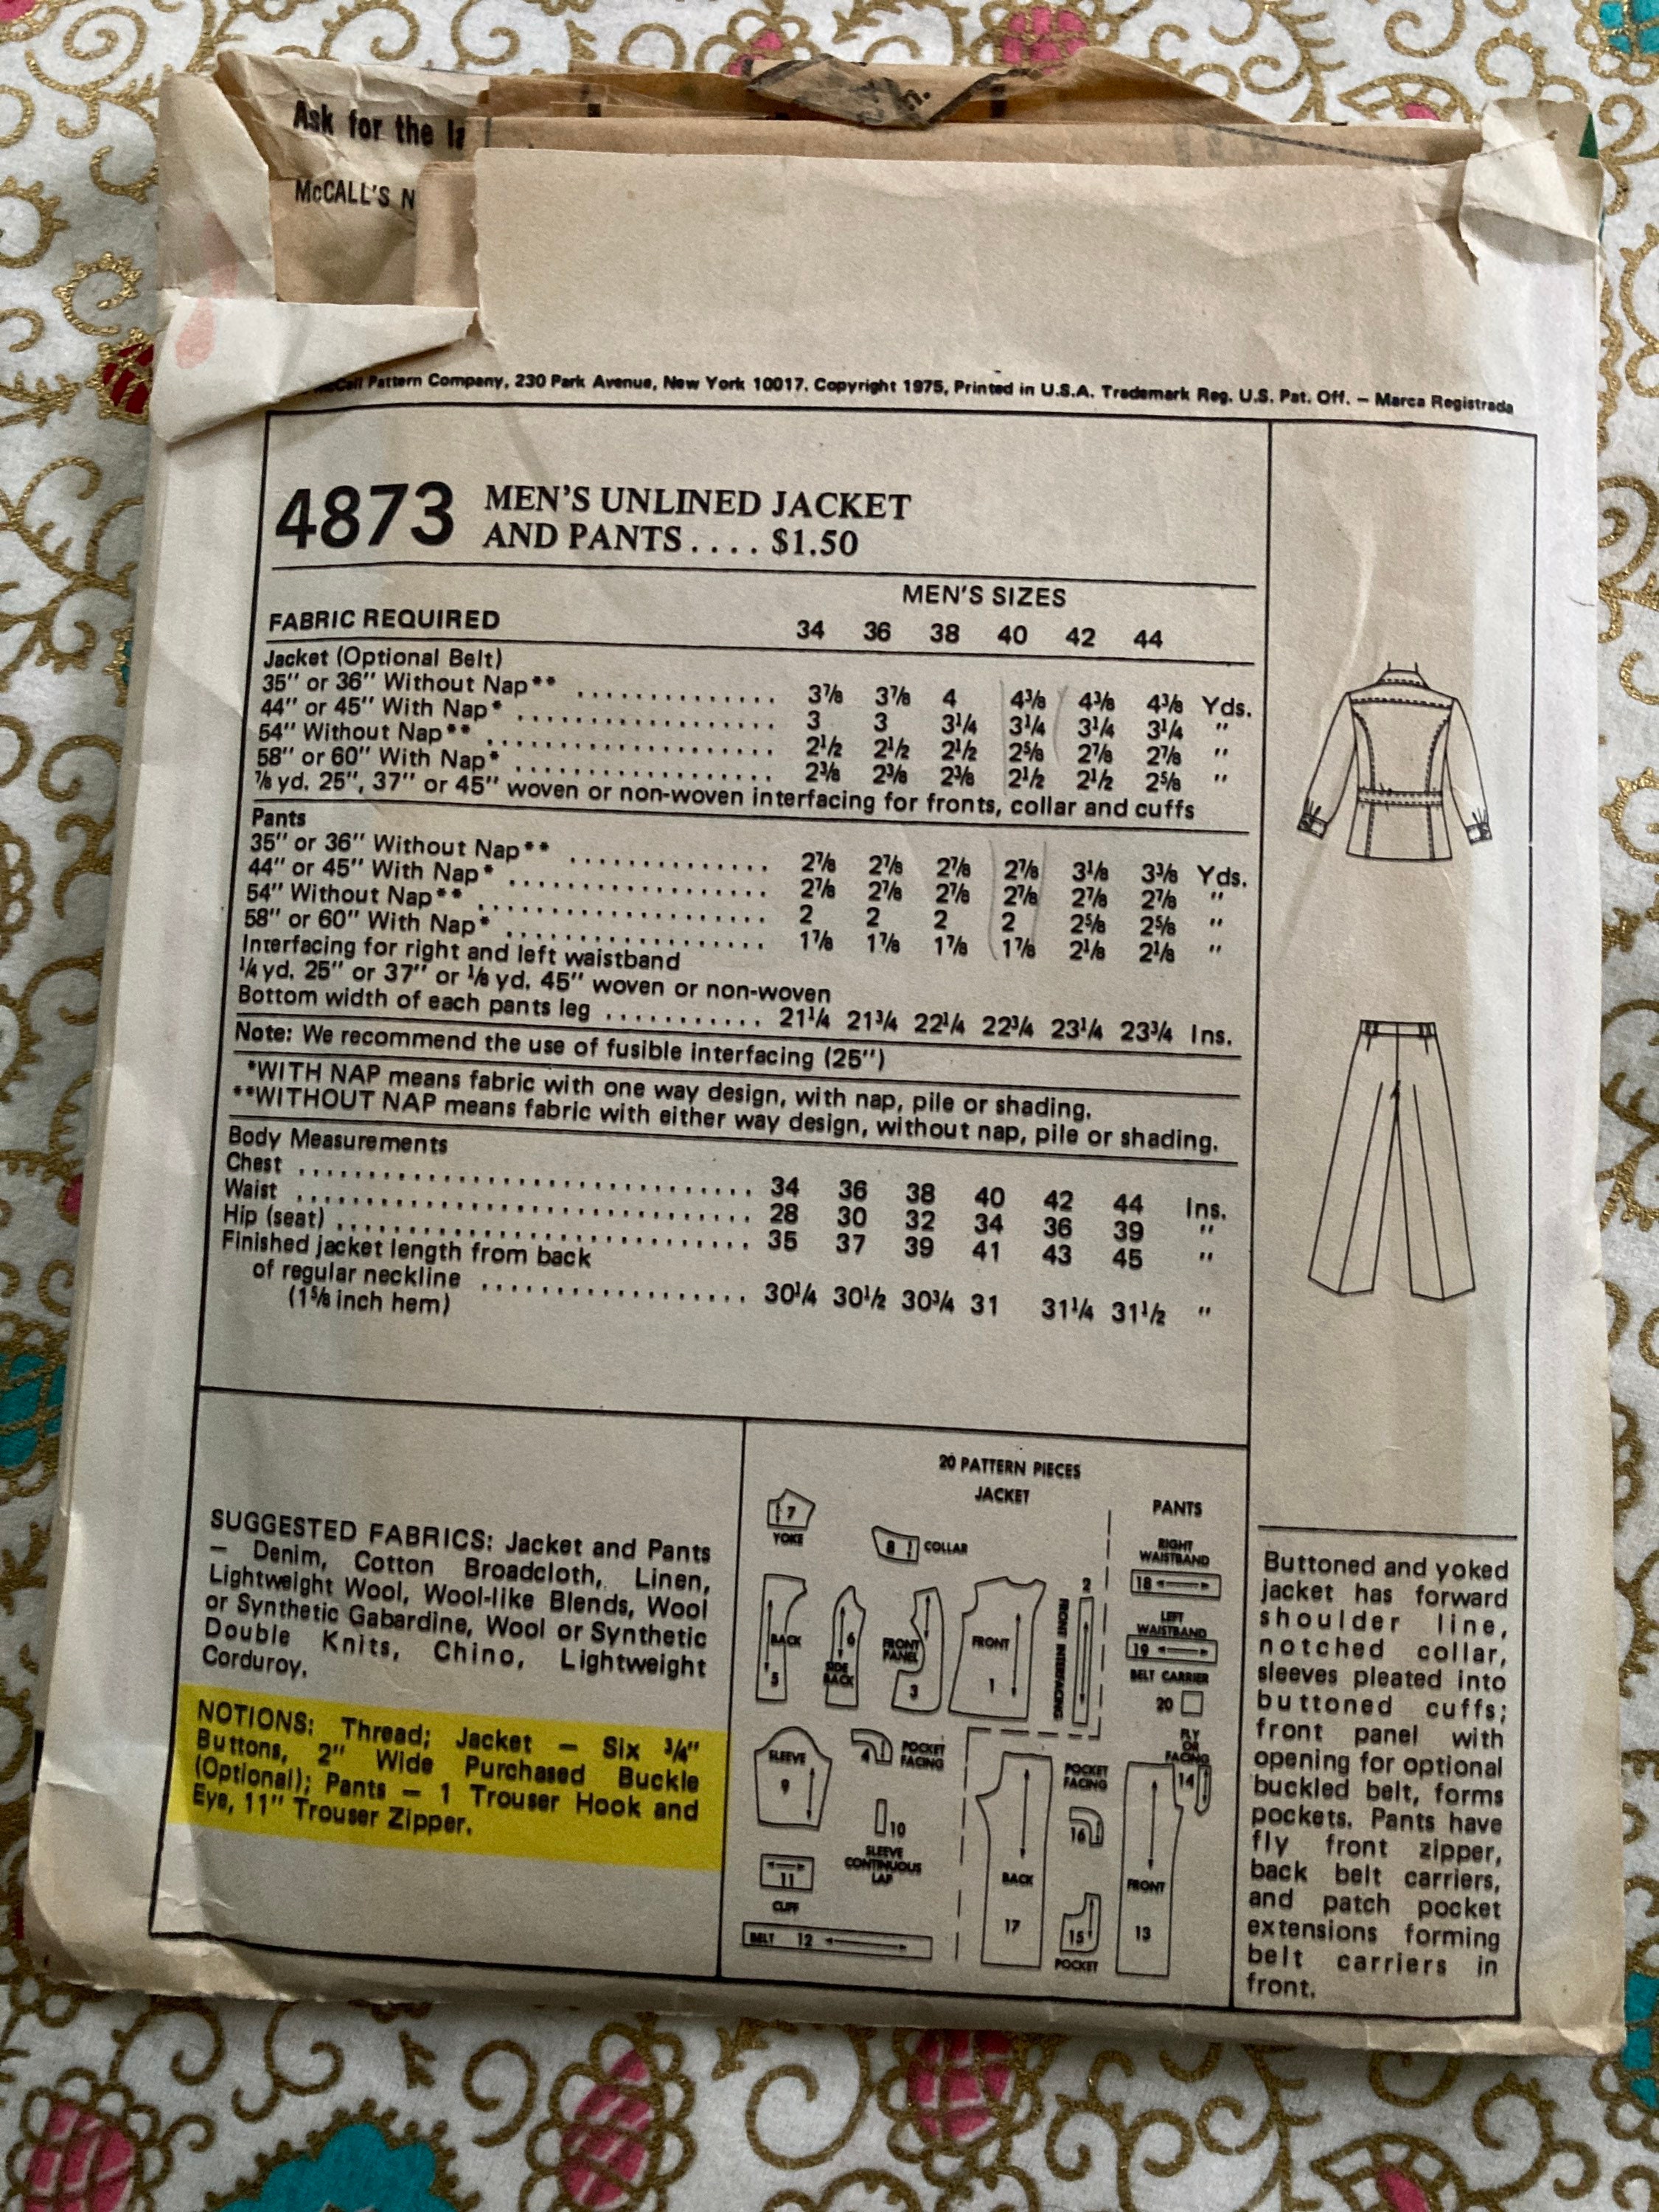 Ask for the
McCALL'S N
n.
Pattern Company, 230 Park Avenue, New York 10017. Copyright 1975, Printed in U.S.A. Trademark Reg. U.S. Pat. Off. — Marca Registrada
4873 MEN'S UNLINED JACKET
AND PANTS .... $1.50
MEN'S SIZES
FABRIC REQUIRED 34 36 38 40 42 44
Jacket (Optional Belt)
35" or 36" Without Nap** .............. 3⅞ 3⅞ 4 4⅜ 4⅜ 4⅜ Yds.
44" or 45" With Nap* .................. 3 3 3¼ 3¼ 3¼ 3¼ "
54" Without Nap** .................... 2½ 2½ 2½ 2⅝ 2⅞ 2⅞ "
58" or 60" With Nap* .................. 2⅜ 2⅜ 2⅜ 2½ 2½ 2⅝ "
⅞ yd. 25", 37" or 45" woven or non-woven interfacing for fronts, collar and cuffs
Pants
35" or 36" Without Nap** .............. 2⅞ 2⅞ 2⅞ 2⅞ 3⅛ 3⅜ Yds.
44" or 45" With Nap* .................. 2⅞ 2⅞ 2⅞ 2⅞ 2⅞ 2⅞ "
54" Without Nap** .................... 2 2 2 2 2⅝ 2⅝ "
58" or 60" With Nap* .................. 1⅞ 1⅞ 1⅞ 1⅞ 2⅛ 2⅛ "
Interfacing for right and left waistband
¼ yd. 25" or 37" or ⅛ yd. 45" woven or non-woven
Bottom width of each pants leg ........... 21¼ 21¾ 22¼ 22¾ 23¼ 23¾ Ins.
Note: We recommend the use of fusible interfacing (25")
*WITH NAP means fabric with one way design, with nap, pile or shading.
**WITHOUT NAP means fabric with either way design, without nap, pile or shading.
Body Measurements
Chest ................................ 34 36 38 40 42 44 Ins.
Waist ................................ 28 30 32 34 36 39 "
Hip (seat) ............................. 35 37 39 41 43 45 "
Finished jacket length from back
of regular neckline .................. 30¼ 30½ 30¾ 31 31¼ 31½ "
(1⅝ inch hem)
SUGGESTED FABRICS: Jacket and Pants
— Denim, Cotton Broadcloth, Linen,
Lightweight Wool, Wool-like Blends, Wool
or Synthetic Gabardine, Wool or Synthetic
Double Knits, Chino, Lightweight
Corduroy.
NOTIONS: Thread; Jacket — Six ¾"
Buttons, 2" Wide Purchased Buckle
(Optional); Pants — 1 Trouser Hook and
Eye, 11" Trouser Zipper.
20 PATTERN PIECES
JACKET
7
YOKE
8 COLLAR
BACK
5
6
SIDE
BACK
FRONT
PANEL
3
FRONT
1
2
FRONT INTERFACING
SLEEVE
9
4
POCKET
FACING
10
SLEEVE
CONTINUOUS
LAP
11
CUFF
BELT 12
PANTS
RIGHT
WAISTBAND
18
LEFT
WAISTBAND
19
BELT CARRIER
20
FLY
OR
FACING
14
POCKET
FACING
16
BACK
17
15
POCKET
FRONT
13
Buttoned and yoked
jacket has forward
shoulder line,
notched collar,
sleeves pleated into
buttoned cuffs;
front panel with
opening for optional
buckled belt, forms
pockets. Pants have
fly front zipper,
back belt carriers,
and patch pocket
extensions forming
belt carriers in
front.